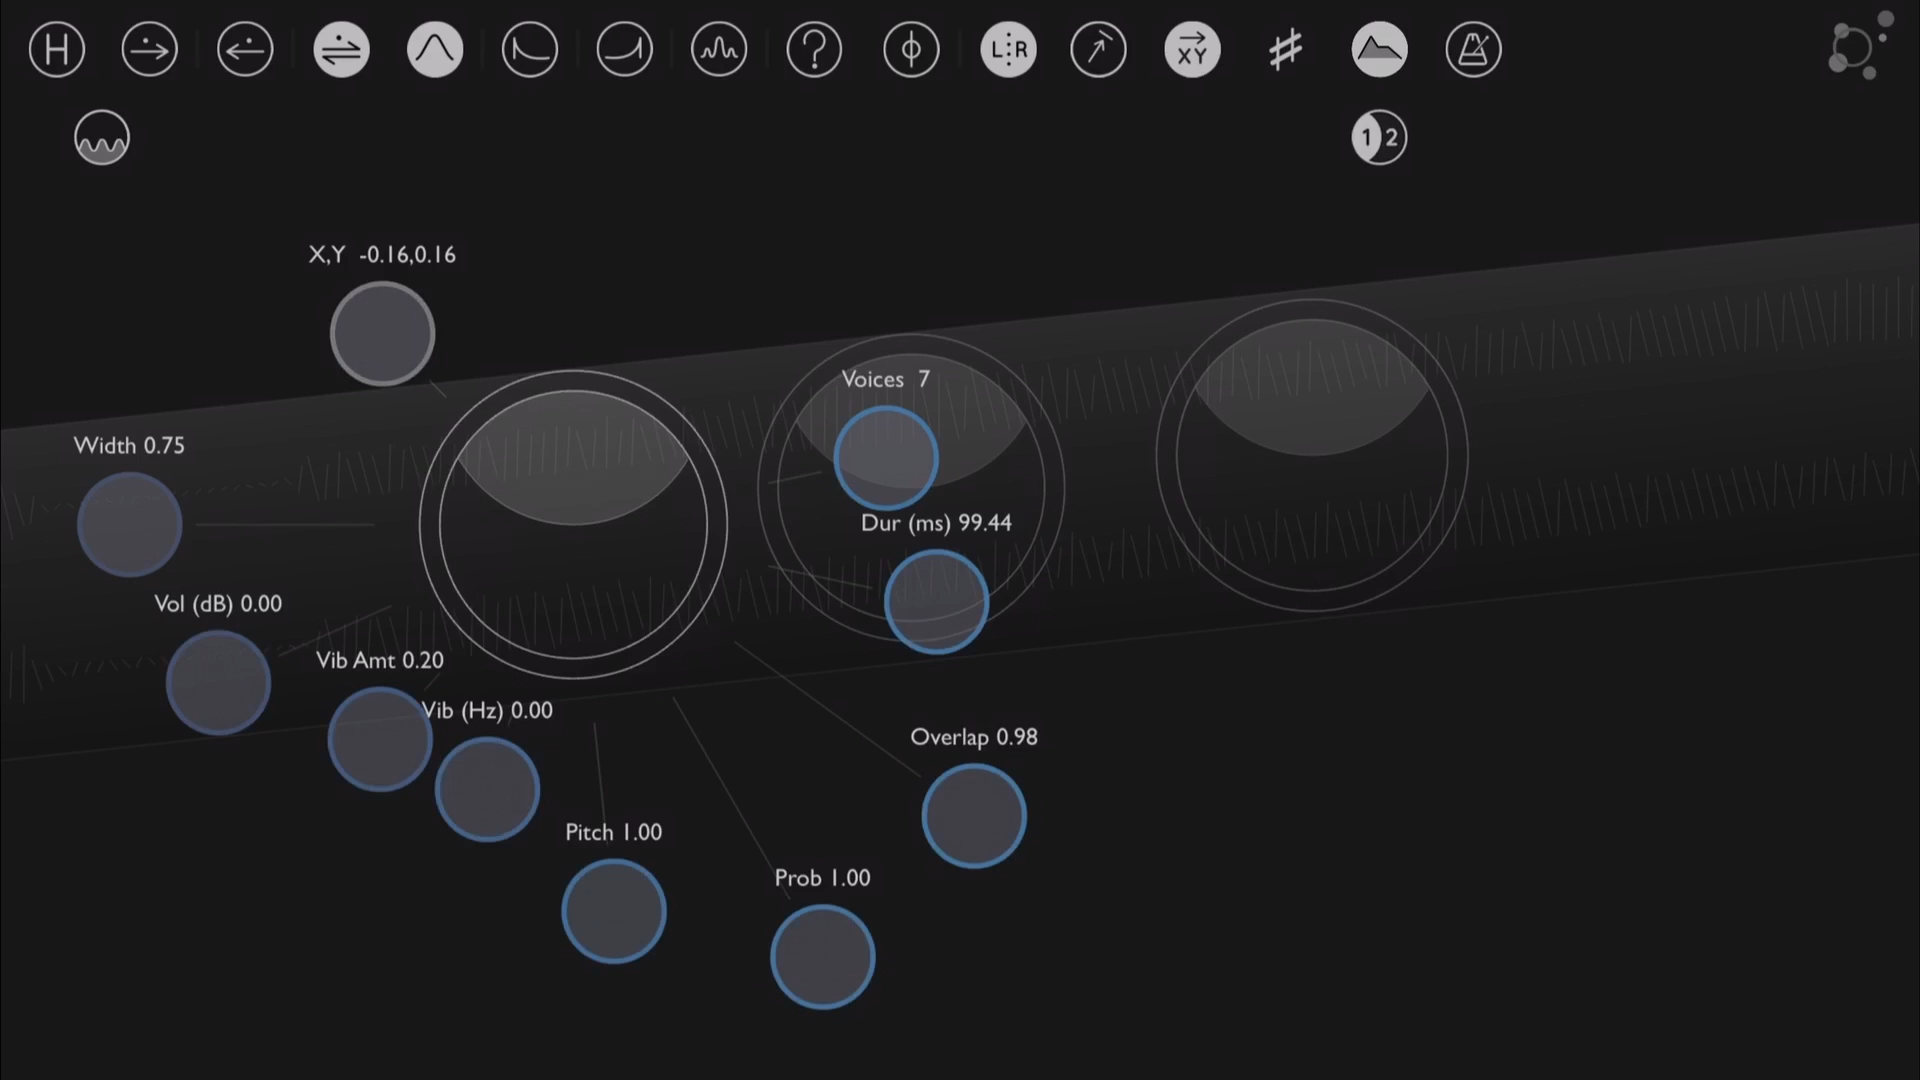 H
?
L:R
XY
1 2
X,Y -0.16,0.16
Voices 7
Width 0.75
Dur (ms) 99.44
Vol (dB) 0.00
Vib Amt 0.20
Vib (Hz) 0.00
Overlap 0.98
Pitch 1.00
Prob 1.00